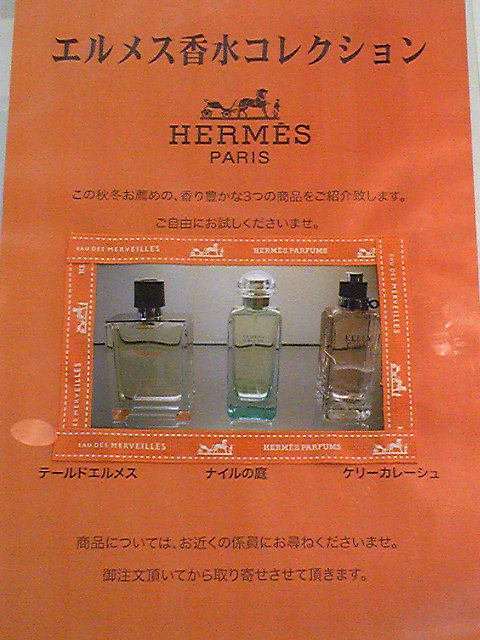 エルメス香水コレクション
HERMÈS
PARIS
この秋冬お薦めの、香り豊かな3つの商品をご紹介致します。
ご自由にお試しくださいませ。
EAU DES MERVEILLES
HERMÈS PARFUMS
EAU DES MERVEILLES
EAU DES MERVEILLES
EAU DES MERVEILLES
HERMÈS PARFUMS
テールドエルメス
ナイルの庭
ケリーカレーシュ
商品については、お近くの係員にお尋ねくださいませ。
御注文頂いてから取り寄せさせて頂きます。